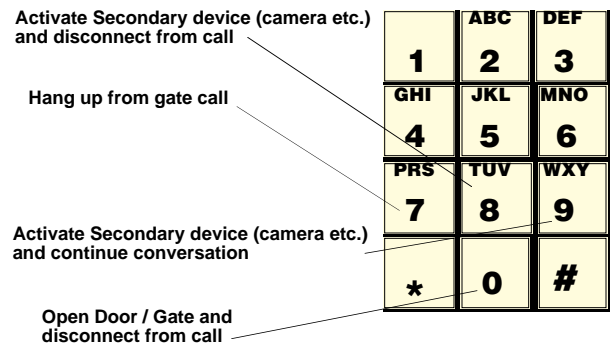 Activate Secondary device (camera etc.)
and disconnect from call
Hang up from gate call
Activate Secondary device (camera etc.)
and continue conversation
Open Door / Gate and
disconnect from call
ABC DEF
1 2 3
GHI JKL MNO
4 5 6
PRS TUV WXY
7 8 9
* 0 #